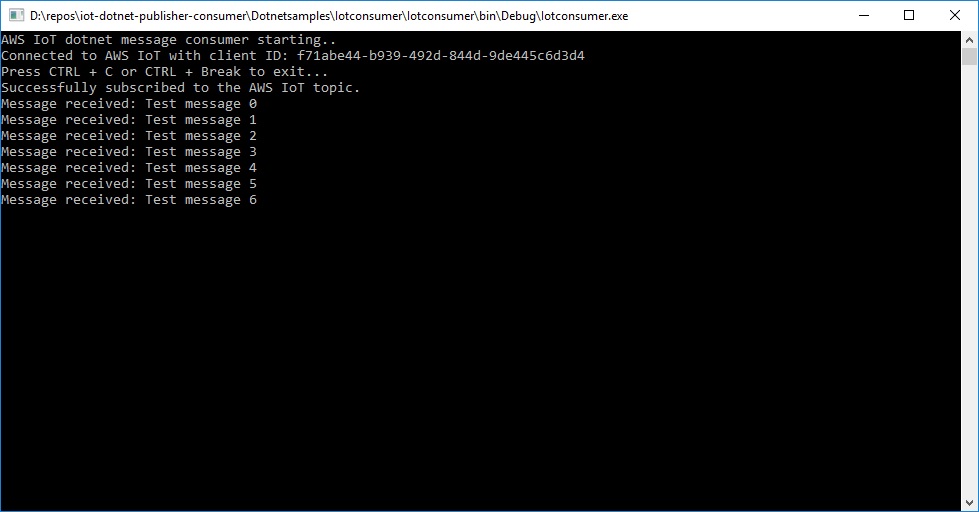 D:\repos\iot-dotnet-publisher-consumer\Dotnetsamples\Iotconsumer\Iotconsumer\bin\Debug\Iotconsumer.exe
AWS IoT dotnet message consumer starting..
Connected to AWS IoT with client ID: f71abe44-b939-492d-844d-9de445c6d3d4
Press CTRL + C or CTRL + Break to exit...
Successfully subscribed to the AWS IoT topic.
Message received: Test message 0
Message received: Test message 1
Message received: Test message 2
Message received: Test message 3
Message received: Test message 4
Message received: Test message 5
Message received: Test message 6